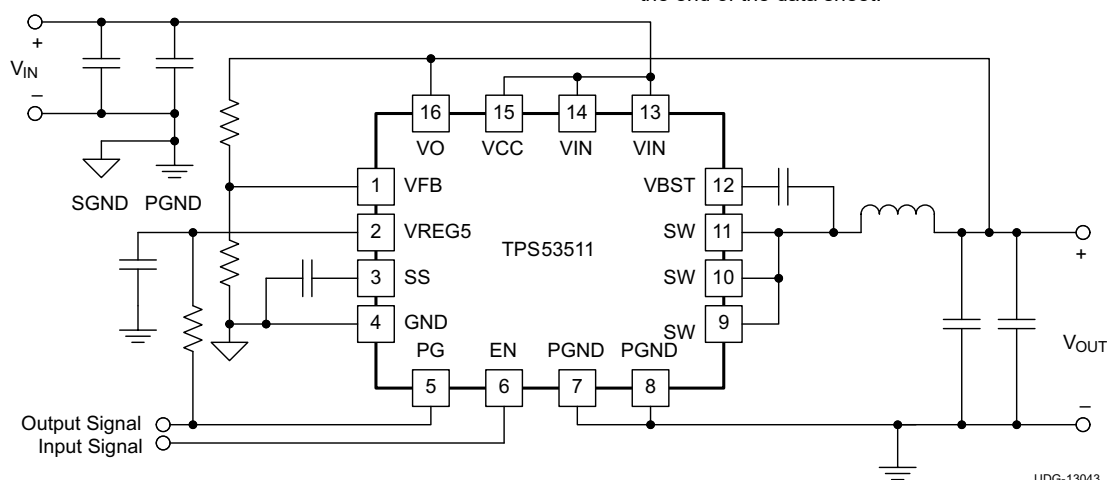 the end of the data sheet.
+
VIN
–
SGND PGND
16 15 14 13
VO VCC VIN VIN
1 VFB
2 VREG5
3 SS
4 GND
TPS53511
VBST 12
SW 11
SW 10
SW 9
PG EN PGND PGND
5 6 7 8
+
VOUT
–
Output Signal
Input Signal
UDG-13043